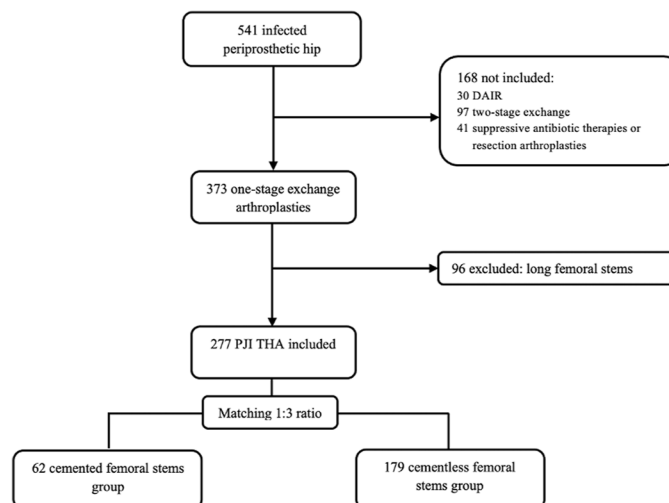 541 infected
periprosthetic hip
168 not included:
30 DAIR
97 two-stage exchange
41 suppressive antibiotic therapies or
resection arthroplasties
373 one-stage exchange
arthroplasties
96 excluded: long femoral stems
277 PJI THA included
Matching 1:3 ratio
62 cemented femoral stems
group
179 cementless femoral
stems group